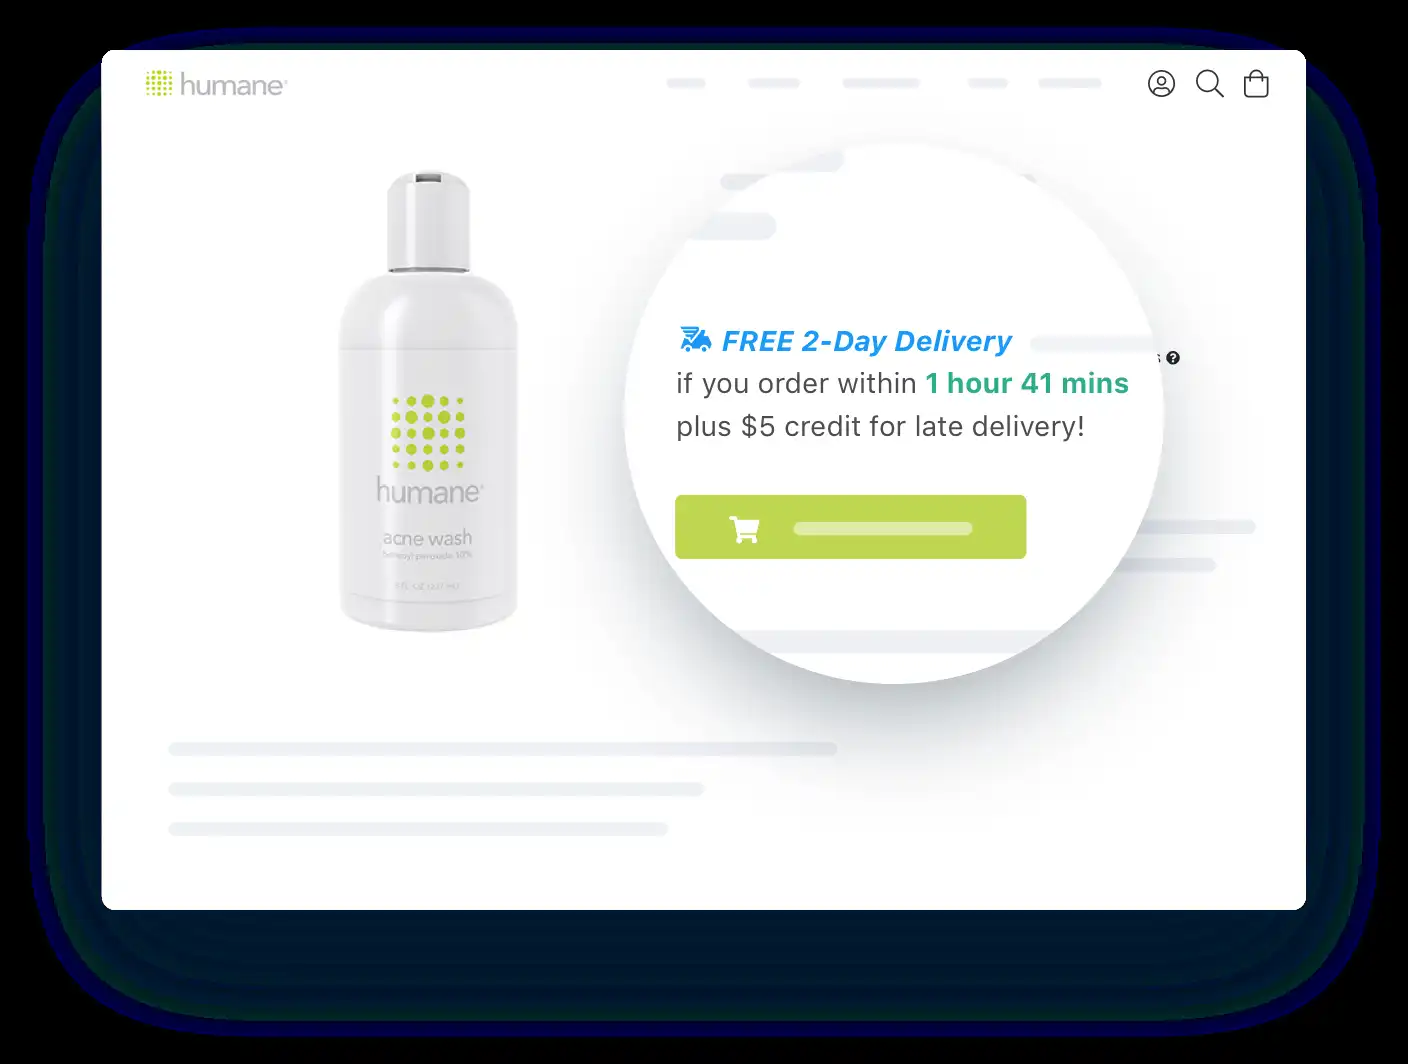 humane®
FREE 2-Day Delivery
if you order within 1 hour 41 mins
plus $5 credit for late delivery!
humane®
acne wash
benzoyl peroxide 10%